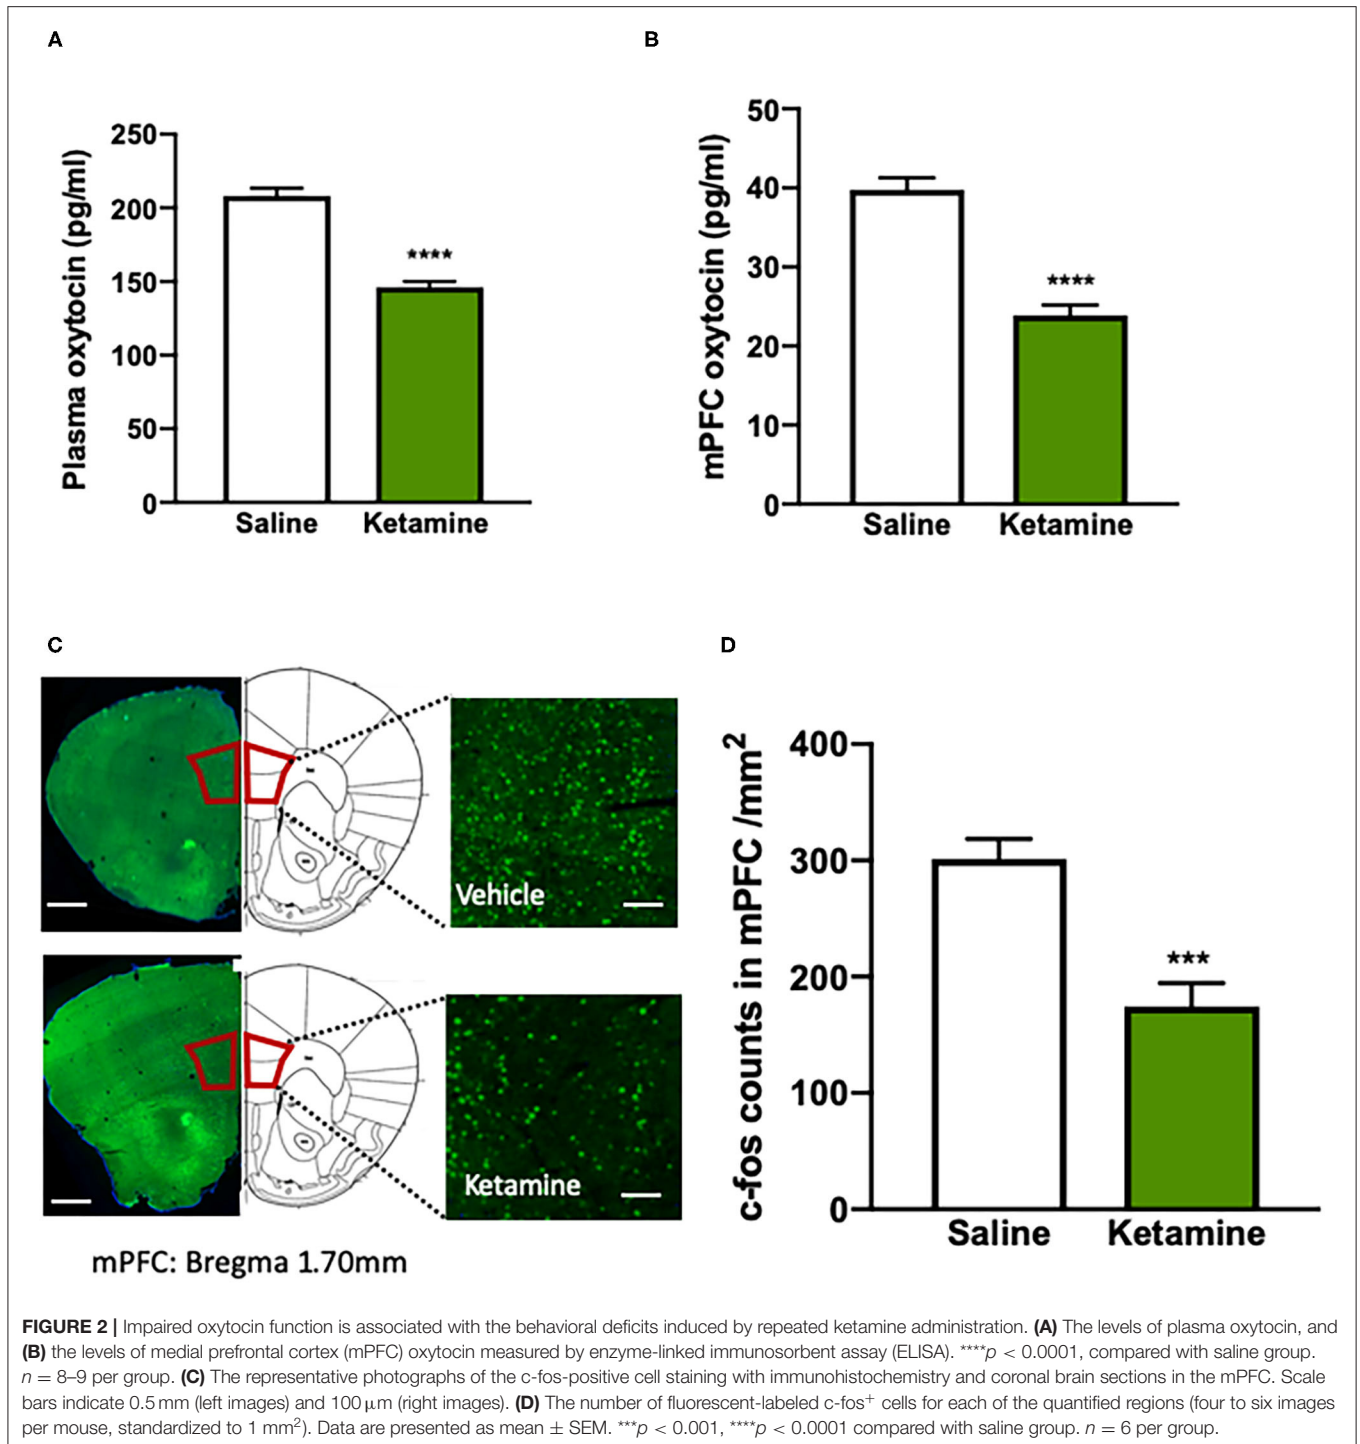 A
Plasma oxytocin (pg/ml)
250
200
150
100
50
0
****
Saline Ketamine
B
mPFC oxytocin (pg/ml)
50
40
30
20
10
0
****
Saline Ketamine
C
Vehicle
Ketamine
mPFC: Bregma 1.70mm
D
c-fos counts in mPFC /mm²
400
300
200
100
0
***
Saline Ketamine
FIGURE 2 | Impaired oxytocin function is associated with the behavioral deficits induced by repeated ketamine administration. (A) The levels of plasma oxytocin, and
(B) the levels of medial prefrontal cortex (mPFC) oxytocin measured by enzyme-linked immunosorbent assay (ELISA). ****p < 0.0001, compared with saline group.
n = 8–9 per group. (C) The representative photographs of the c-fos-positive cell staining with immunohistochemistry and coronal brain sections in the mPFC. Scale
bars indicate 0.5 mm (left images) and 100 μm (right images). (D) The number of fluorescent-labeled c-fos⁺ cells for each of the quantified regions (four to six images
per mouse, standardized to 1 mm²). Data are presented as mean ± SEM. ***p < 0.001, ****p < 0.0001 compared with saline group. n = 6 per group.